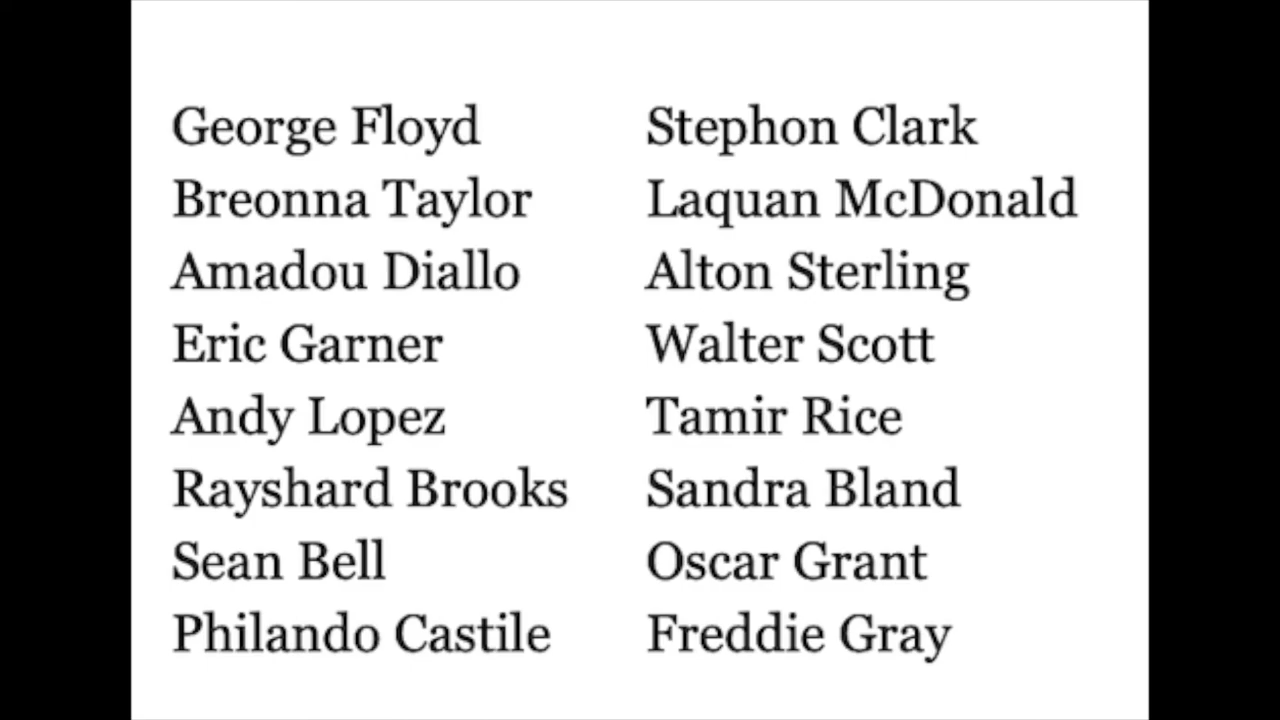 George Floyd
Breonna Taylor
Amadou Diallo
Eric Garner
Andy Lopez
Rayshard Brooks
Sean Bell
Philando Castile
Stephon Clark
Laquan McDonald
Alton Sterling
Walter Scott
Tamir Rice
Sandra Bland
Oscar Grant
Freddie Gray